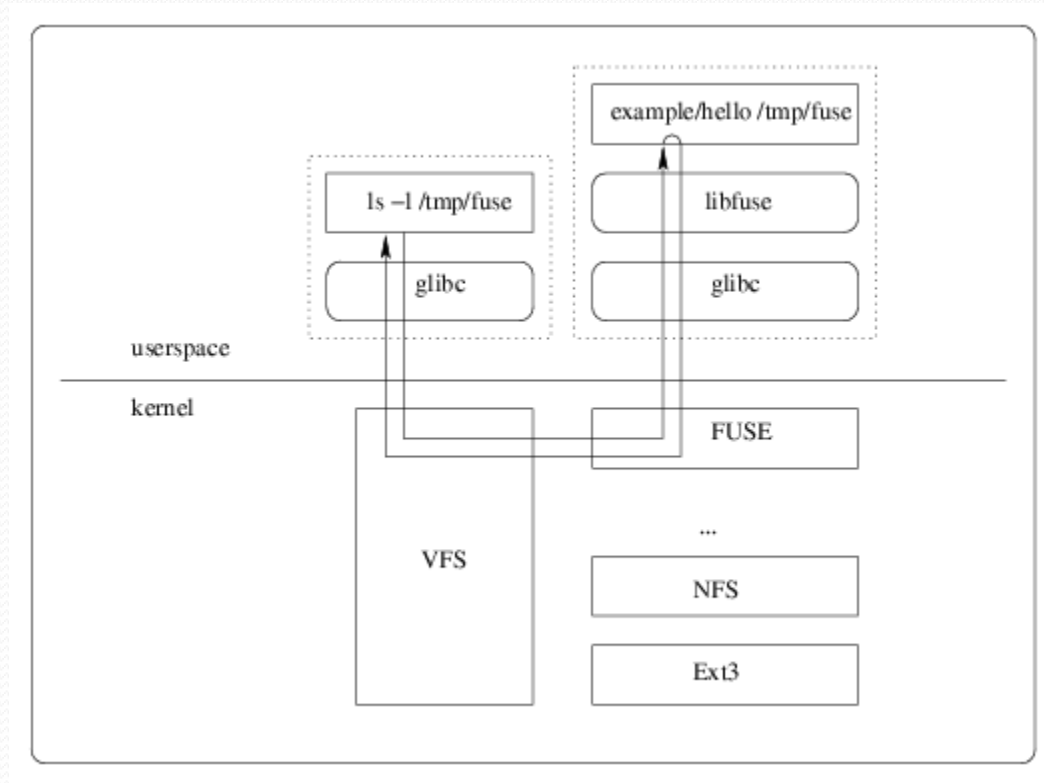 example/hello /tmp/fuse
ls –l /tmp/fuse
libfuse
glibc
glibc
userspace
kernel
FUSE
...
VFS
NFS
Ext3